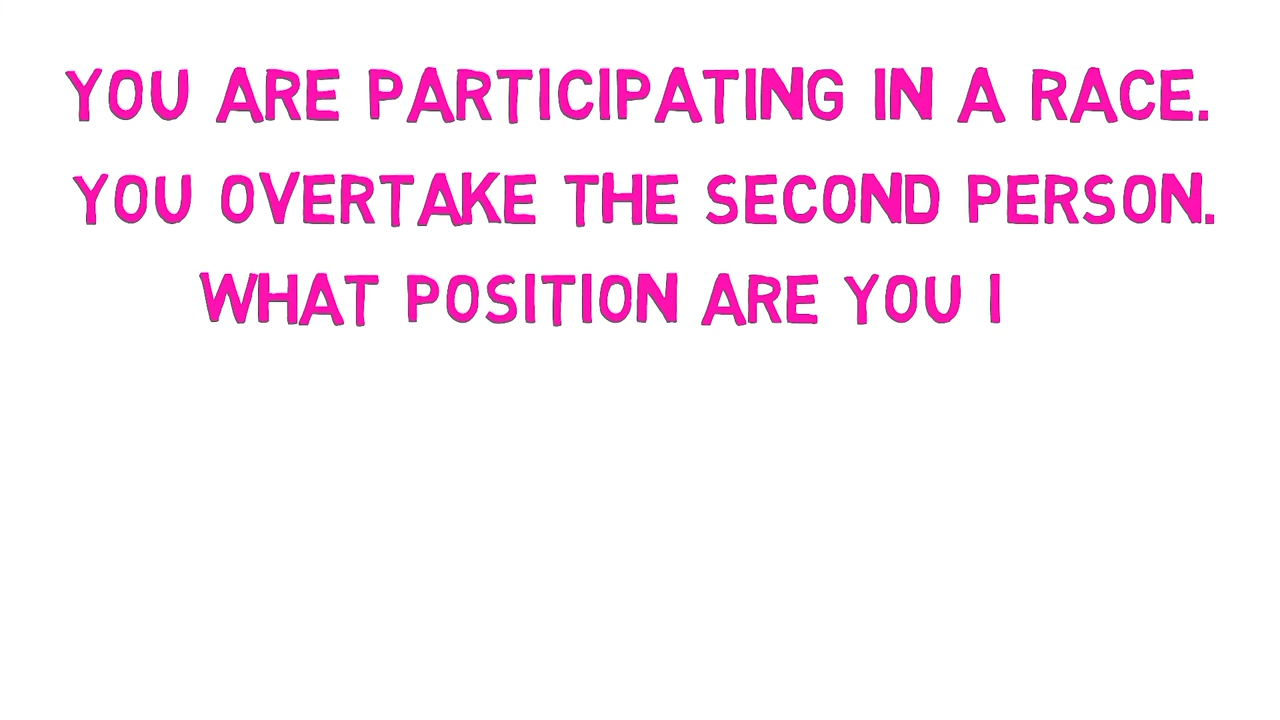 YOU ARE PARTICIPATING IN A RACE.
YOU OVERTAKE THE SECOND PERSON.
WHAT POSITION ARE YOU I